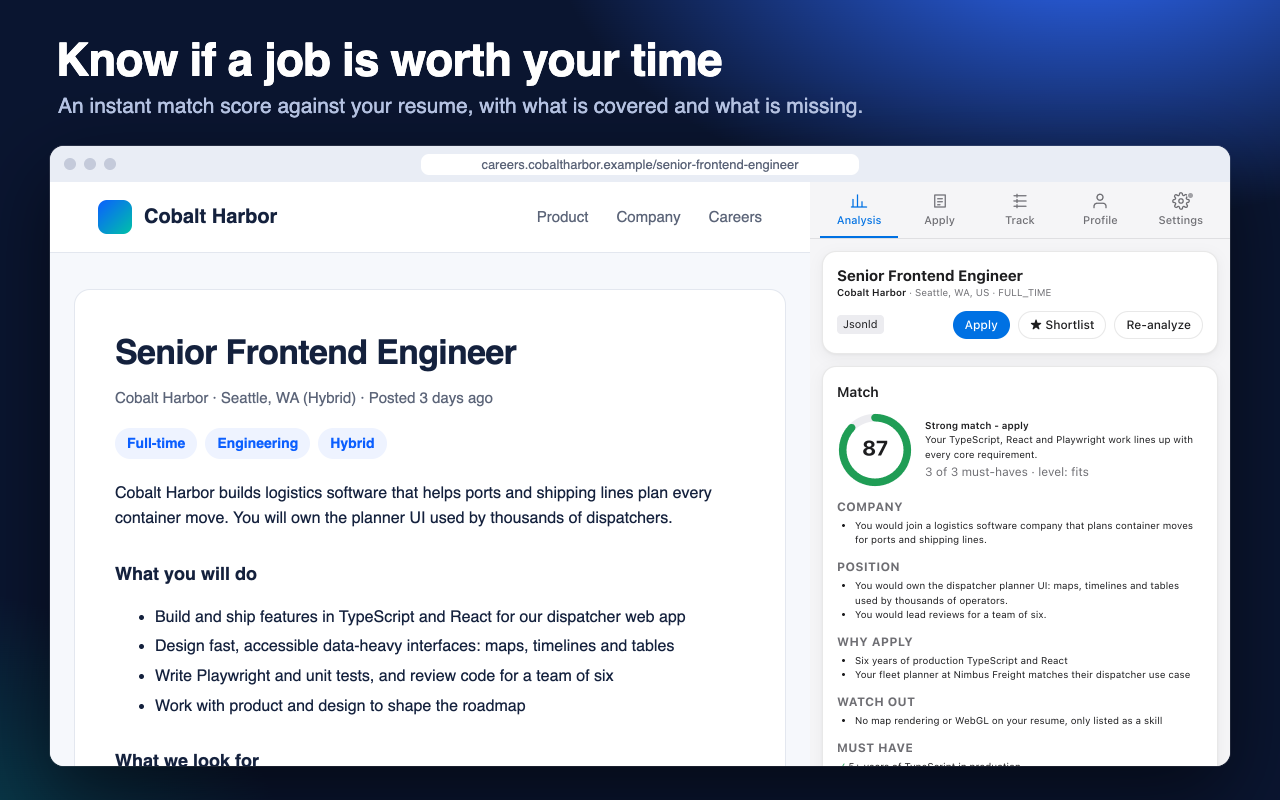 Know if a job is worth your time
An instant match score against your resume, with what is covered and what is missing.
careers.cobaltharbor.example/senior-frontend-engineer
Cobalt Harbor
Product
Company
Careers
Senior Frontend Engineer
Cobalt Harbor · Seattle, WA (Hybrid) · Posted 3 days ago
Full-time
Engineering
Hybrid
Cobalt Harbor builds logistics software that helps ports and shipping lines plan every
container move. You will own the planner UI used by thousands of dispatchers.
What you will do
• Build and ship features in TypeScript and React for our dispatcher web app
• Design fast, accessible data-heavy interfaces: maps, timelines and tables
• Write Playwright and unit tests, and review code for a team of six
• Work with product and design to shape the roadmap
What we look for
Analysis
Apply
Track
Profile
Settings
Senior Frontend Engineer
Cobalt Harbor · Seattle, WA, US · FULL_TIME
Jsonld
Apply
★ Shortlist
Re-analyze
Match
87
Strong match - apply
Your TypeScript, React and Playwright work lines up with
every core requirement.
3 of 3 must-haves · level: fits
COMPANY
• You would join a logistics software company that plans container moves
for ports and shipping lines.
POSITION
• You would own the dispatcher planner UI: maps, timelines and tables
used by thousands of operators.
• You would lead reviews for a team of six.
WHY APPLY
• Six years of production TypeScript and React
• Your fleet planner at Nimbus Freight matches their dispatcher use case
WATCH OUT
• No map rendering or WebGL on your resume, only listed as a skill
MUST HAVE
✓ 5+ years of TypeScript in production